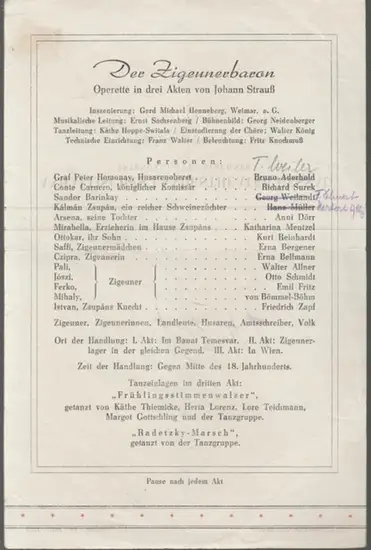 Der Zigeunerbaron
Operette in drei Akten von Johann Strauß
Inszenierung: Gerd Michael Henneberg, Weimar, a. G.
Musikalische Leitung: Ernst Sachsenberg / Bühnenbild: Georg Neidenberger
Tanzleitung: Käthe Hoppe-Switala / Einstudierung der Chöre: Walter König
Technische Einrichtung: Franz Walter / Beleuchtung: Fritz Knochmuß
Personen:
T. Weiler
Graf Peter Homonay, Husarenoberst . . . . . . Bruno Aderhold
Conte Carnero, königlicher Komissär . . . . . . Richard Surek
Sandor Barinkay . . . . . . Georg Weilandt
Kálmán Zsupán, ein reicher Schweinezüchter . . . . . . Hans Müller
Arsena, seine Tochter . . . . . . Anni Dörr
Mirabella, Erzieherin im Hause Zsupáns . . . . . . Katharina Mentzel
Ottokar, ihr Sohn . . . . . . Kurt Reinhardt
Saffi, Zigeunermädchen . . . . . . Erna Bergener
Czipra, Zigeunerin . . . . . . Erna Bellmann
Pali, . . . . . . Walter Allner
Jószi, . . . . . . Otto Schmidt
Zigeuner
Ferko, . . . . . . Emil Fritz
Mihaly, . . . . . . von Bömmel-Böhm
Istvan, Zsupáns Knecht . . . . . . Friedrich Zapf
Zigeuner, Zigeunerinnen, Landleute, Husaren, Amtsschreiber, Volk
Ort der Handlung: I. Akt: Im Banat Temesvar. II. Akt: Zigeuner-
lager in der gleichen Gegend. III. Akt: In Wien.
Zeit der Handlung: Gegen Mitte des 18. Jahrhunderts.
Tanzeinlagen im dritten Akt:
„Frühlingsstimmenwalzer",
getanzt von Käthe Thiemicke, Herta Lorenz, Lore Teichmann,
Margot Gottschling und der Tanzgruppe.
„Radetzky-Marsch",
getanzt von der Tanzgruppe.
Pause nach jedem Akt